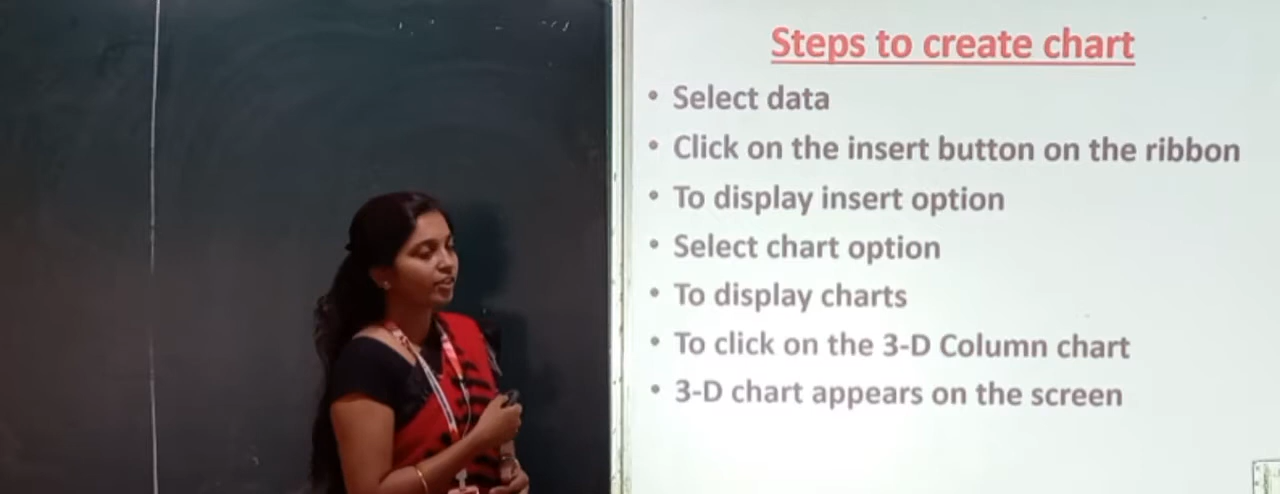 Steps to create chart
• Select data
• Click on the insert button on the ribbon
• To display insert option
• Select chart option
• To display charts
• To click on the 3-D Column chart
• 3-D chart appears on the screen